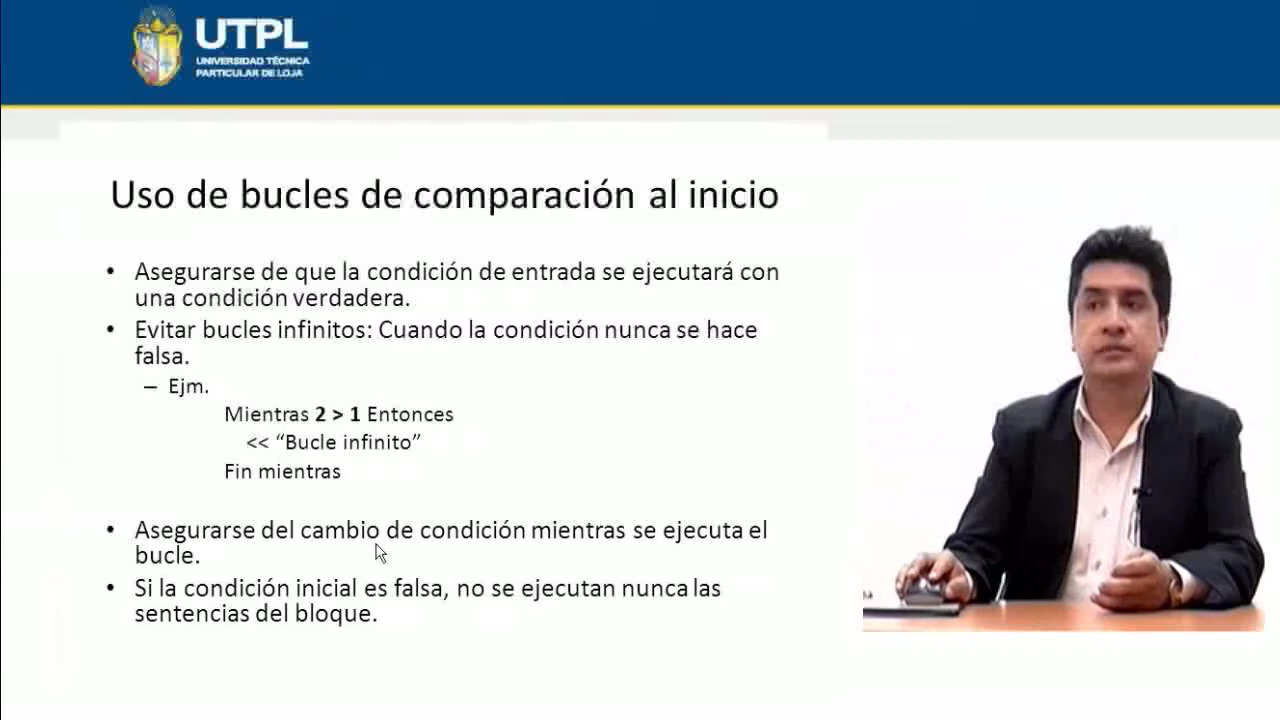 UTPL
UNIVERSIDAD TÉCNICA
PARTICULAR DE LOJA
Uso de bucles de comparación al inicio
• Asegurarse de que la condición de entrada se ejecutará con
una condición verdadera.
• Evitar bucles infinitos: Cuando la condición nunca se hace
falsa.
– Ejm.
Mientras 2 > 1 Entonces
<< “Bucle infinito”
Fin mientras
• Asegurarse del cambio de condición mientras se ejecuta el
bucle.
• Si la condición inicial es falsa, no se ejecutan nunca las
sentencias del bloque.